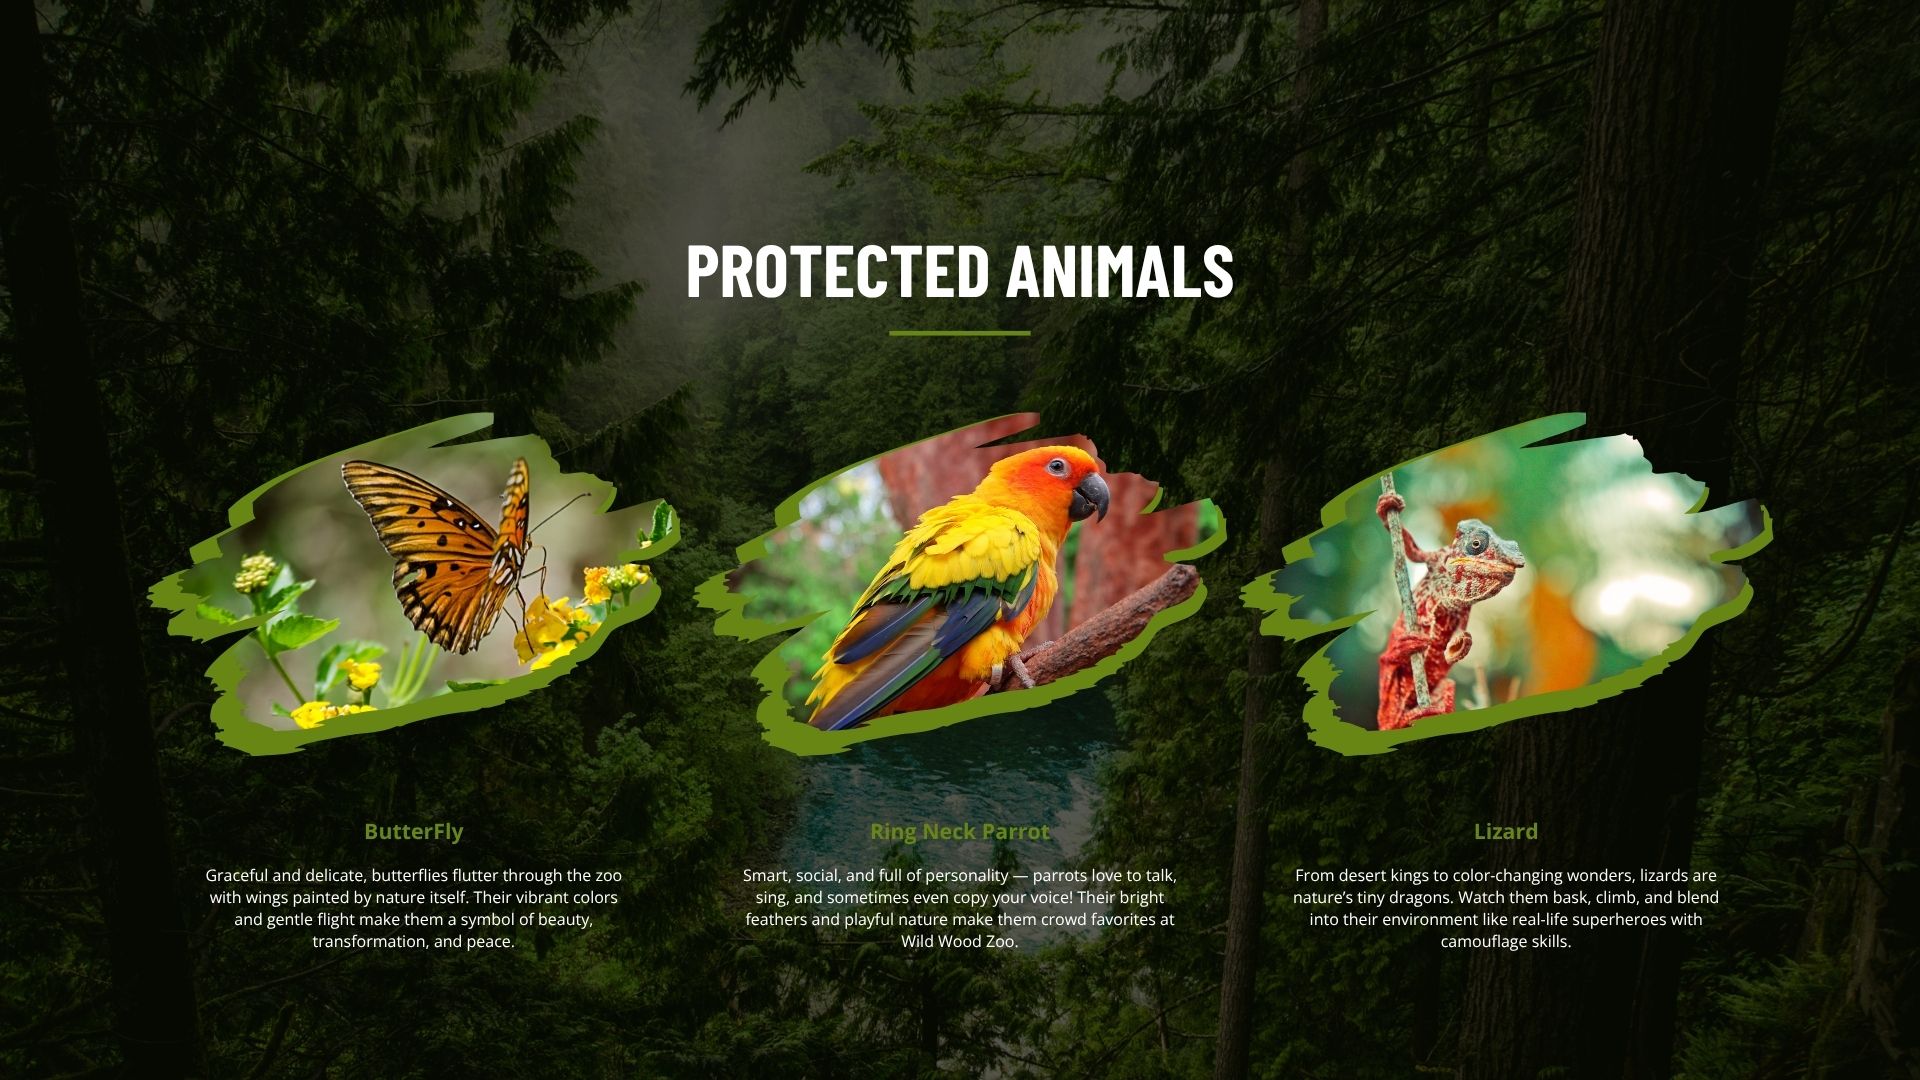 PROTECTED ANIMALS
ButterFly
Graceful and delicate, butterflies flutter through the zoo
with wings painted by nature itself. Their vibrant colors
and gentle flight make them a symbol of beauty,
transformation, and peace.
Ring Neck Parrot
Smart, social, and full of personality — parrots love to talk,
sing, and sometimes even copy your voice! Their bright
feathers and playful nature make them crowd favorites at
Wild Wood Zoo.
Lizard
From desert kings to color-changing wonders, lizards are
nature’s tiny dragons. Watch them bask, climb, and blend
into their environment like real-life superheroes with
camouflage skills.